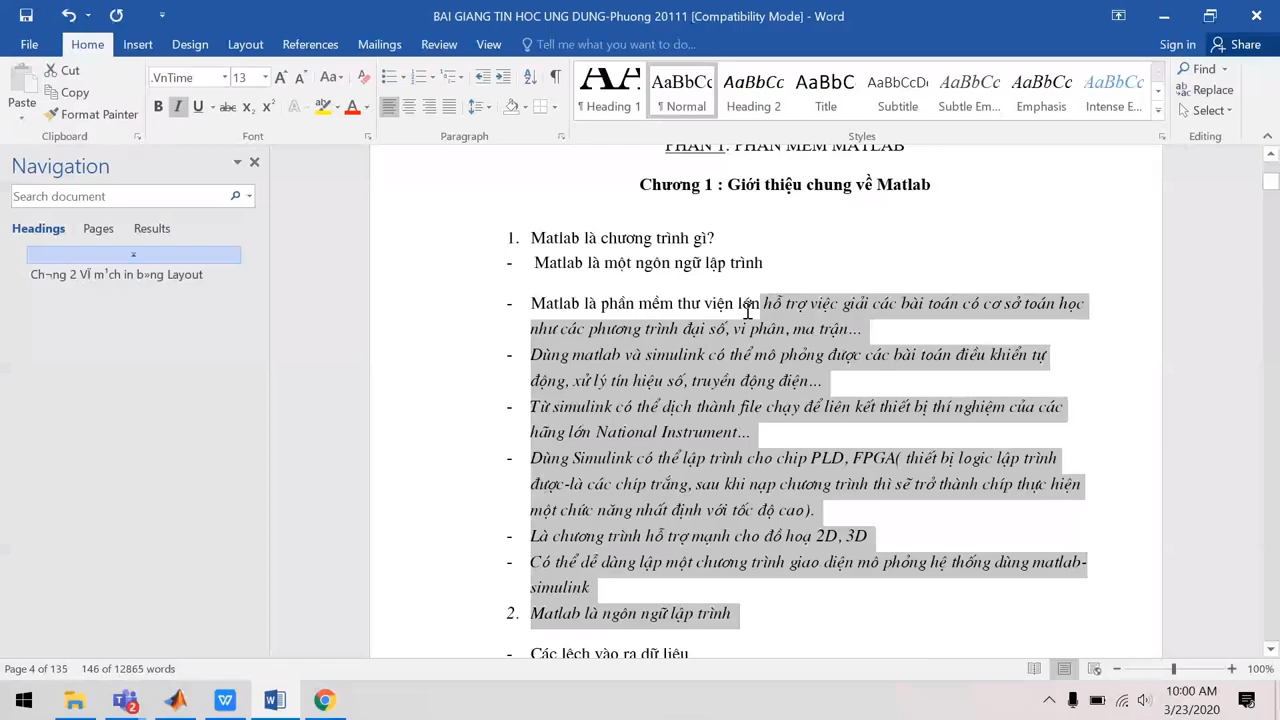 BAI GIANG TIN HOC UNG DUNG-Phuong 20111 [Compatibility Mode] - Word
File Home Insert Design Layout References Mailings Review View Tell me what you want to do... Sign in Share
Paste Cut Copy Format Painter
.VnTime 13
AaBbCc AaBbCc AaBbC AaBbCcDc AaBbCc AaBbCc AaBbCc
¶ Heading 1 ¶ Normal Heading 2 Title Subtitle Subtle Em... Emphasis Intense E...
Find
Replace
Select
Clipboard Font Paragraph Styles Editing
Navigation
Search document
Headings Pages Results
Ch¬ng 2 VÏ m¹ch in b»ng Layout
PHẦN 1: PHẦN MỀM MATLAB
Chương 1 : Giới thiệu chung về Matlab
1. Matlab là chương trình gì?
- Matlab là một ngôn ngữ lập trình
- Matlab là phần mềm thư viện lớn hỗ trợ việc giải các bài toán có cơ sở toán học
như các phương trình đại số, vi phân, ma trận...
- Dùng matlab và simulink có thể mô phỏng được các bài toán điều khiển tự
động, xử lý tín hiệu số, truyền động điện...
- Từ simulink có thể dịch thành file chạy để liên kết thiết bị thí nghiệm của các
hãng lớn National Instrument...
- Dùng Simulink có thể lập trình cho chip PLD, FPGA( thiết bị logic lập trình
được-là các chíp trắng, sau khi nạp chương trình thì sẽ trở thành chíp thực hiện
một chức năng nhất định với tốc độ cao).
- Là chương trình hỗ trợ mạnh cho đồ hoạ 2D, 3D
- Có thể dễ dàng lập một chương trình giao diện mô phỏng hệ thống dùng matlab-
simulink
2. Matlab là ngôn ngữ lập trình
- Các lệch vào ra dữ liệu
Page 4 of 135 146 of 12865 words 100%
10:00 AM
3/23/2020